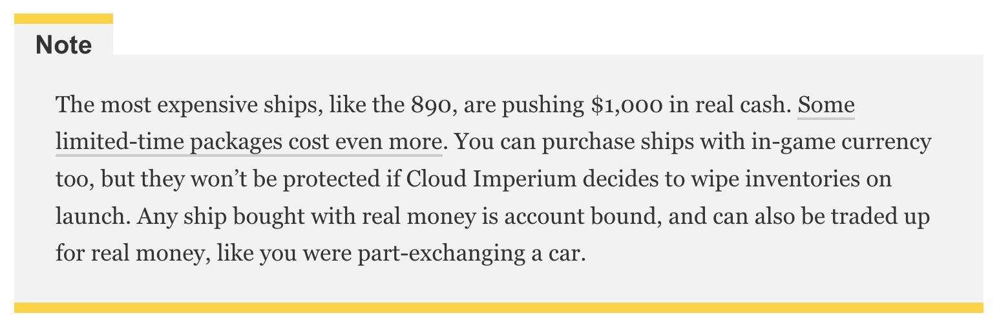 Note
The most expensive ships, like the 890, are pushing $1,000 in real cash. Some
limited-time packages cost even more. You can purchase ships with in-game currency
too, but they won’t be protected if Cloud Imperium decides to wipe inventories on
launch. Any ship bought with real money is account bound, and can also be traded up
for real money, like you were part-exchanging a car.